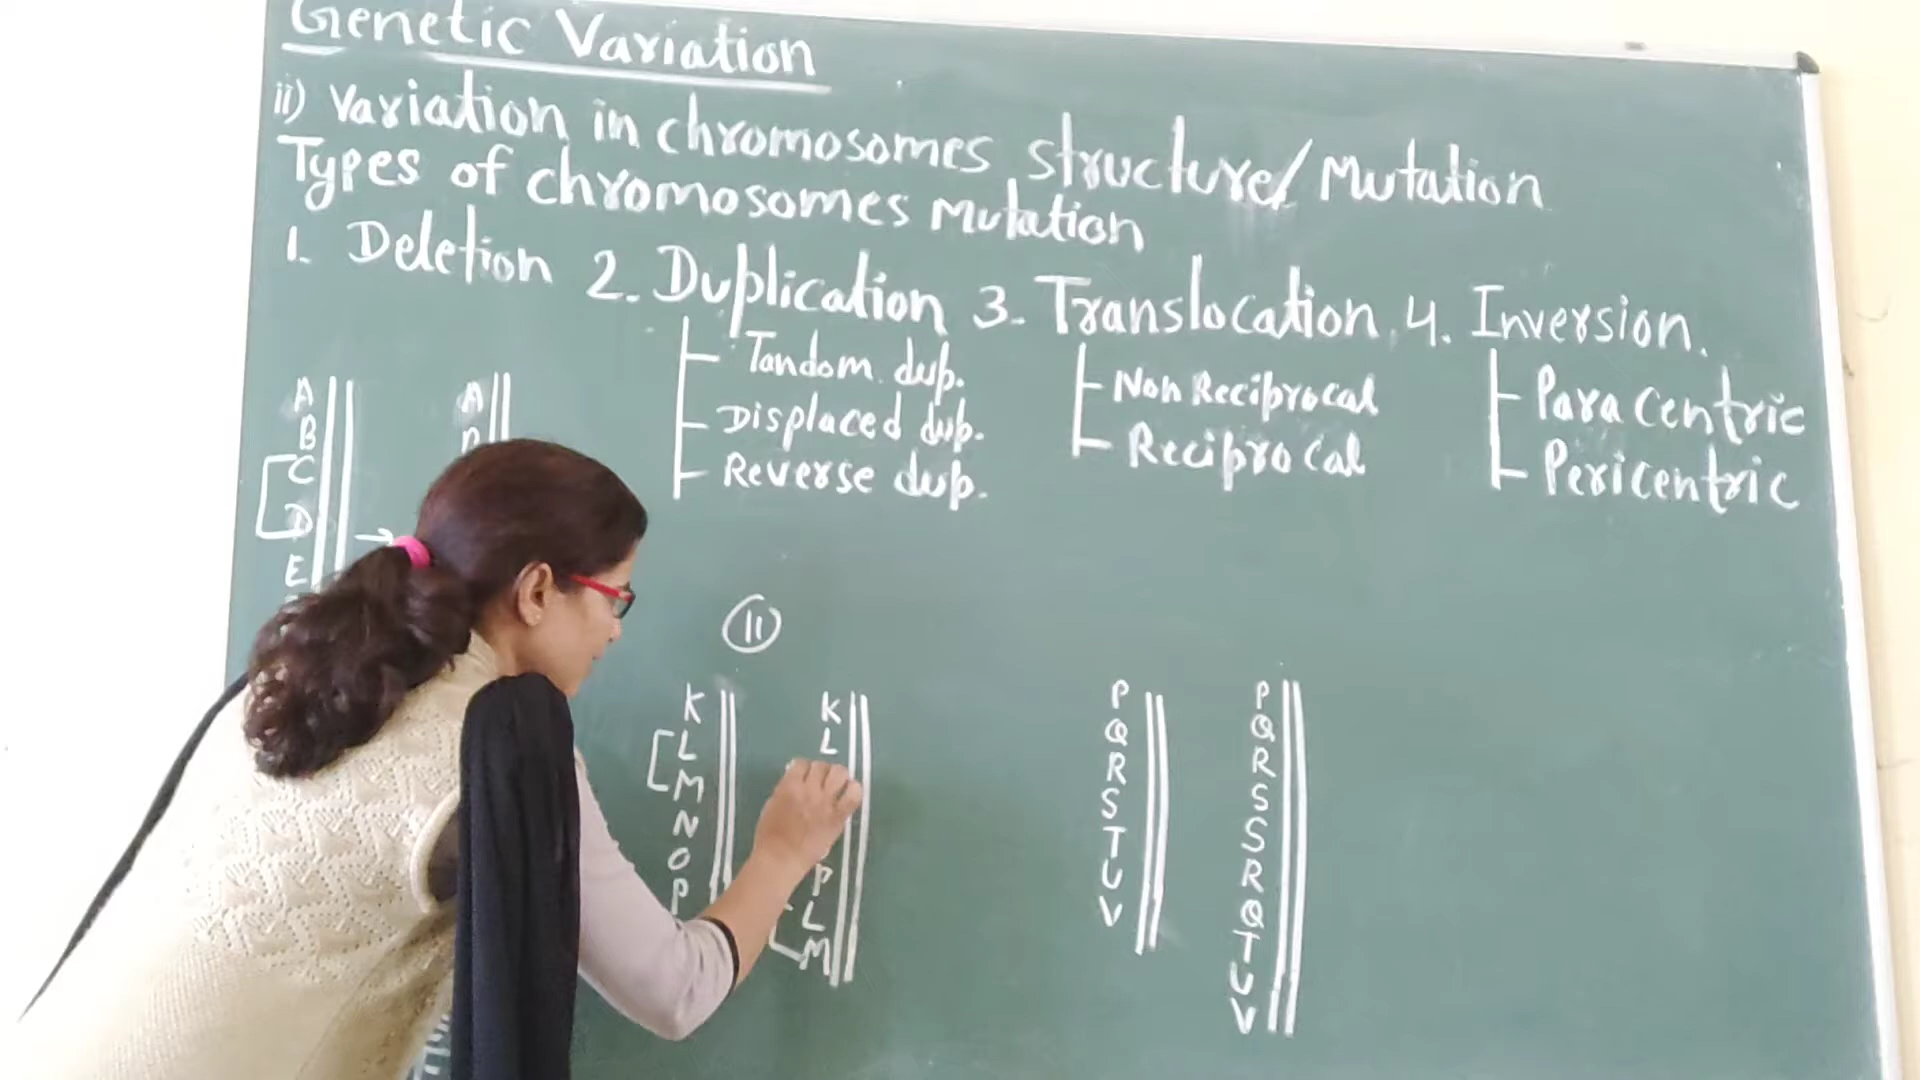 Genetic Variation
ii) Variation in chromosomes structure/Mutation
Types of chromosomes Mutation
1. Deletion 2. Duplication 3. Translocation, 4. Inversion.
Tandom dup.
Displaced dup.
Reverse dup.
Non Reciprocal
Reciprocal
Para Centric
Pericentric
A
B
C
D
E
A
(11)
K
L
M
N
O
P
K
L
P
L
M
P
Q
R
S
T
U
V
P
Q
R
S
S
R
Q
T
U
V